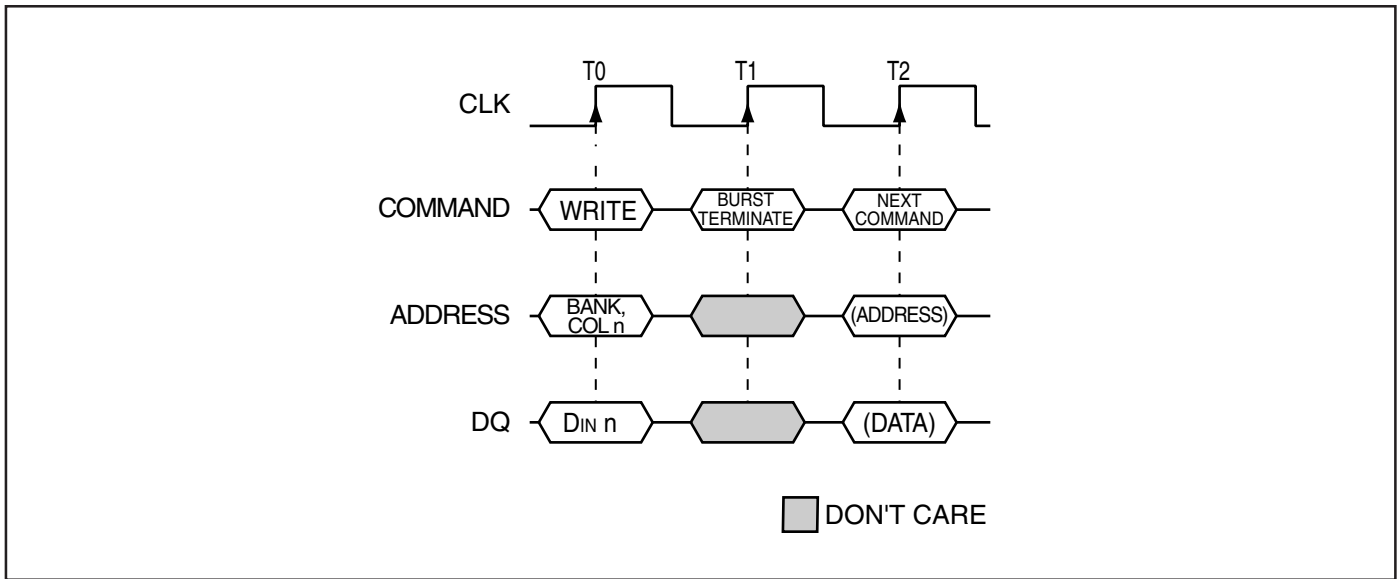 T0 T1 T2
CLK
COMMAND WRITE BURST TERMINATE NEXT COMMAND
ADDRESS BANK, COL n (ADDRESS)
DQ DIN n (DATA)
DON'T CARE